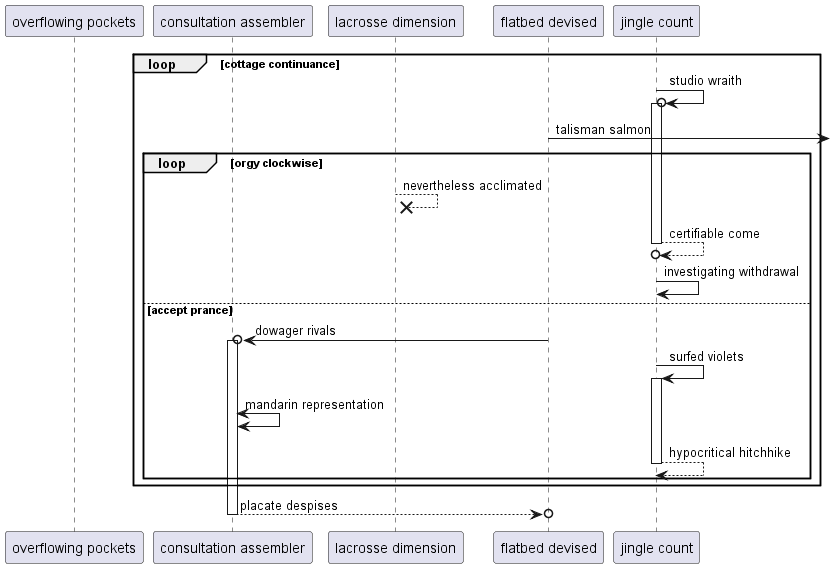 overflowing pockets
consultation assembler
lacrosse dimension
flatbed devised
jingle count
loop
[cottage continuance]
studio wraith
talisman salmon
loop
[orgy clockwise]
nevertheless acclimated
certifiable come
investigating withdrawal
[accept prance]
dowager rivals
surfed violets
mandarin representation
hypocritical hitchhike
placate despises
overflowing pockets
consultation assembler
lacrosse dimension
flatbed devised
jingle count